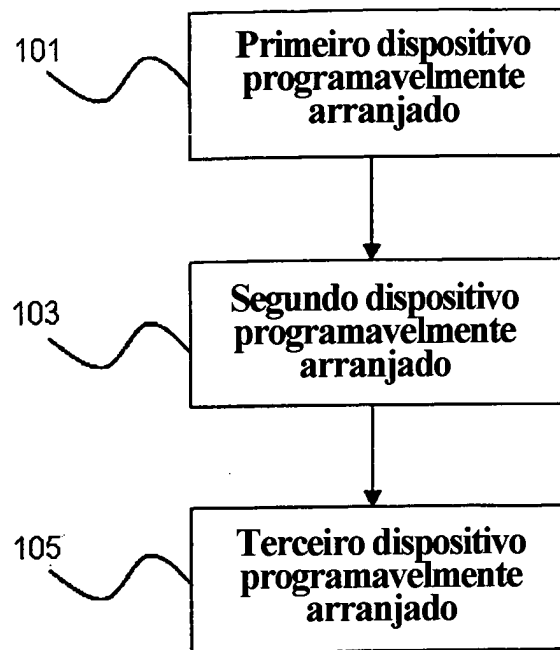 101
Primeiro dispositivo
programavelmente
arranjado
103
Segundo dispositivo
programavelmente
arranjado
105
Terceiro dispositivo
programavelmente
arranjado